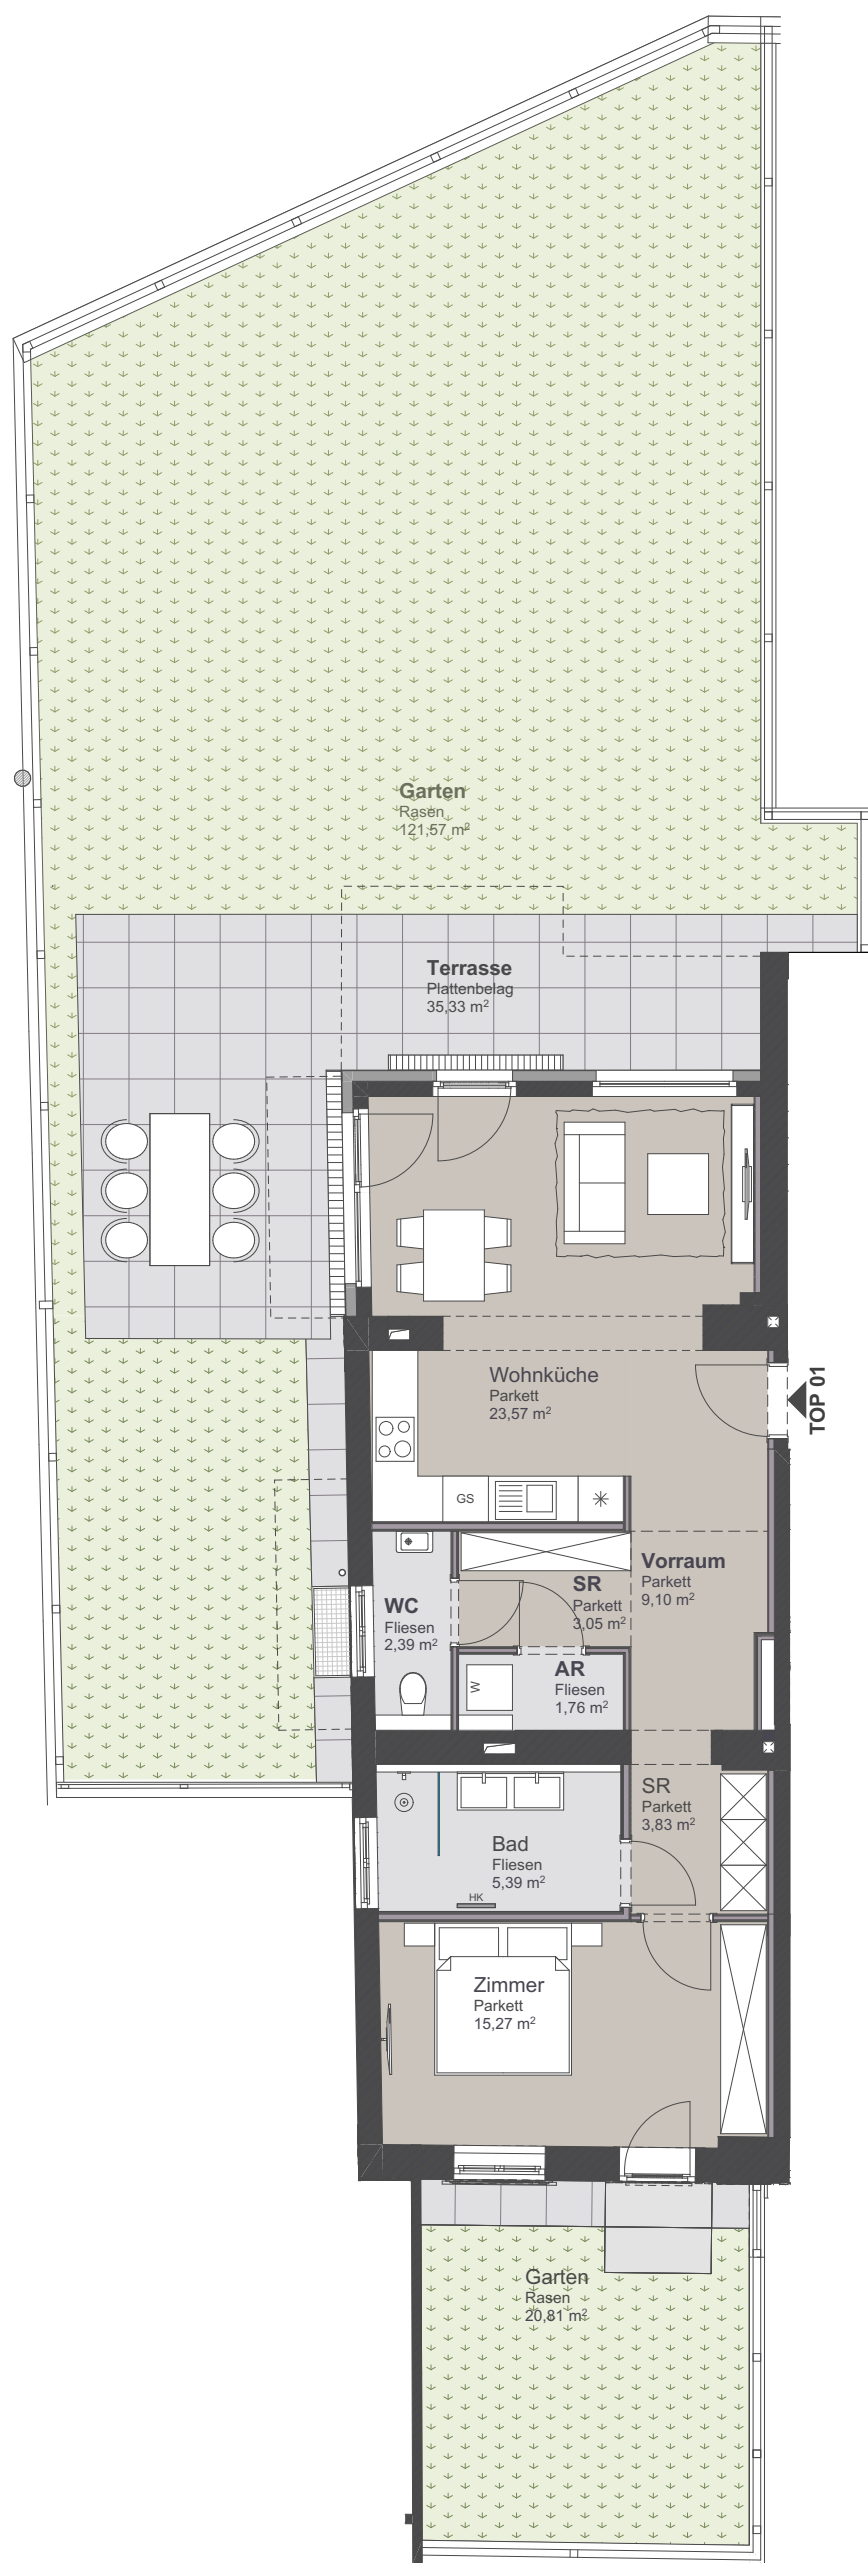 Garten
Rasen
121,57 m²
Terrasse
Plattenbelag
35,33 m²
Wohnküche
Parkett
23,57 m²
TOP 01
GS
Vorraum
Parkett
9,10 m²
SR
Parkett
3,05 m²
WC
Fliesen
2,39 m²
AR
Fliesen
1,76 m²
W
SR
Parkett
3,83 m²
Bad
Fliesen
5,39 m²
HK
Zimmer
Parkett
15,27 m²
Garten
Rasen
20,81 m²